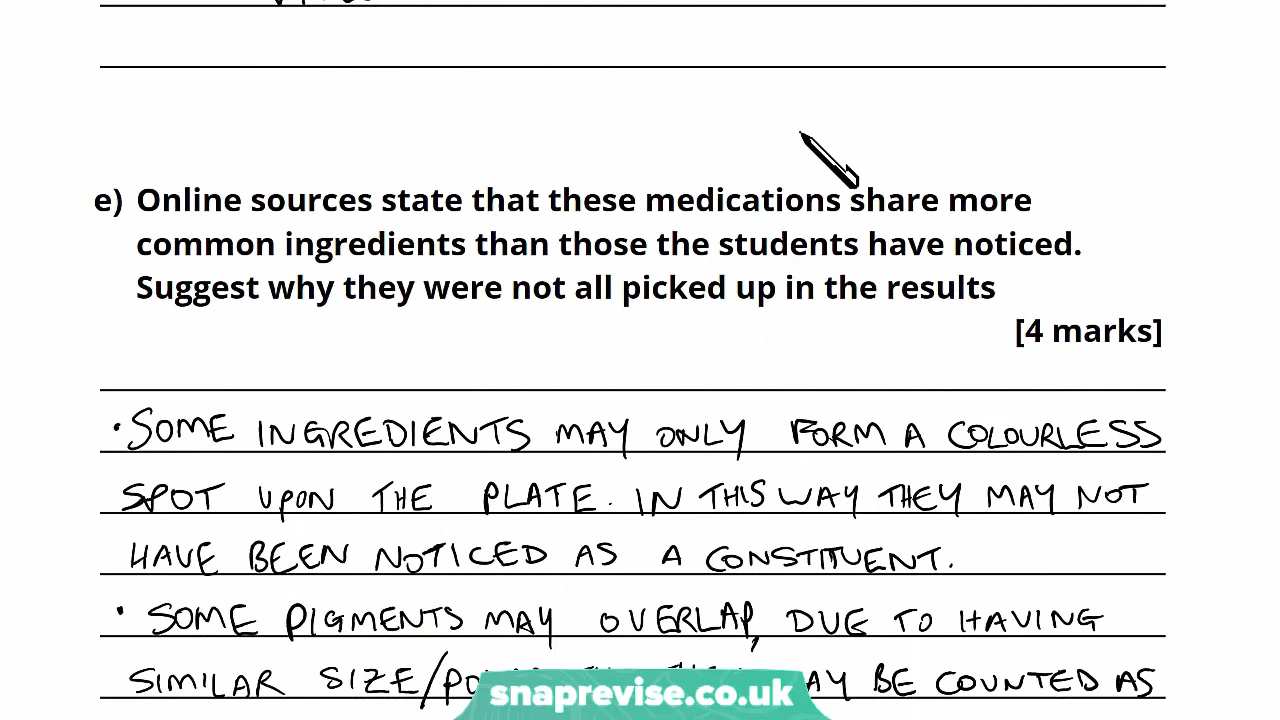 e) Online sources state that these medications share more
common ingredients than those the students have noticed.
Suggest why they were not all picked up in the results
[4 marks]
• SOME INGREDIENTS MAY ONLY FORM A COLOURLESS
SPOT UPON THE PLATE. IN THIS WAY THEY MAY NOT
HAVE BEEN NOTICED AS A CONSTITUENT.
• SOME PIGMENTS MAY OVERLAP, DUE TO HAVING
SIMILAR SIZE/ BE COUNTED AS
snaprevise.co.uk